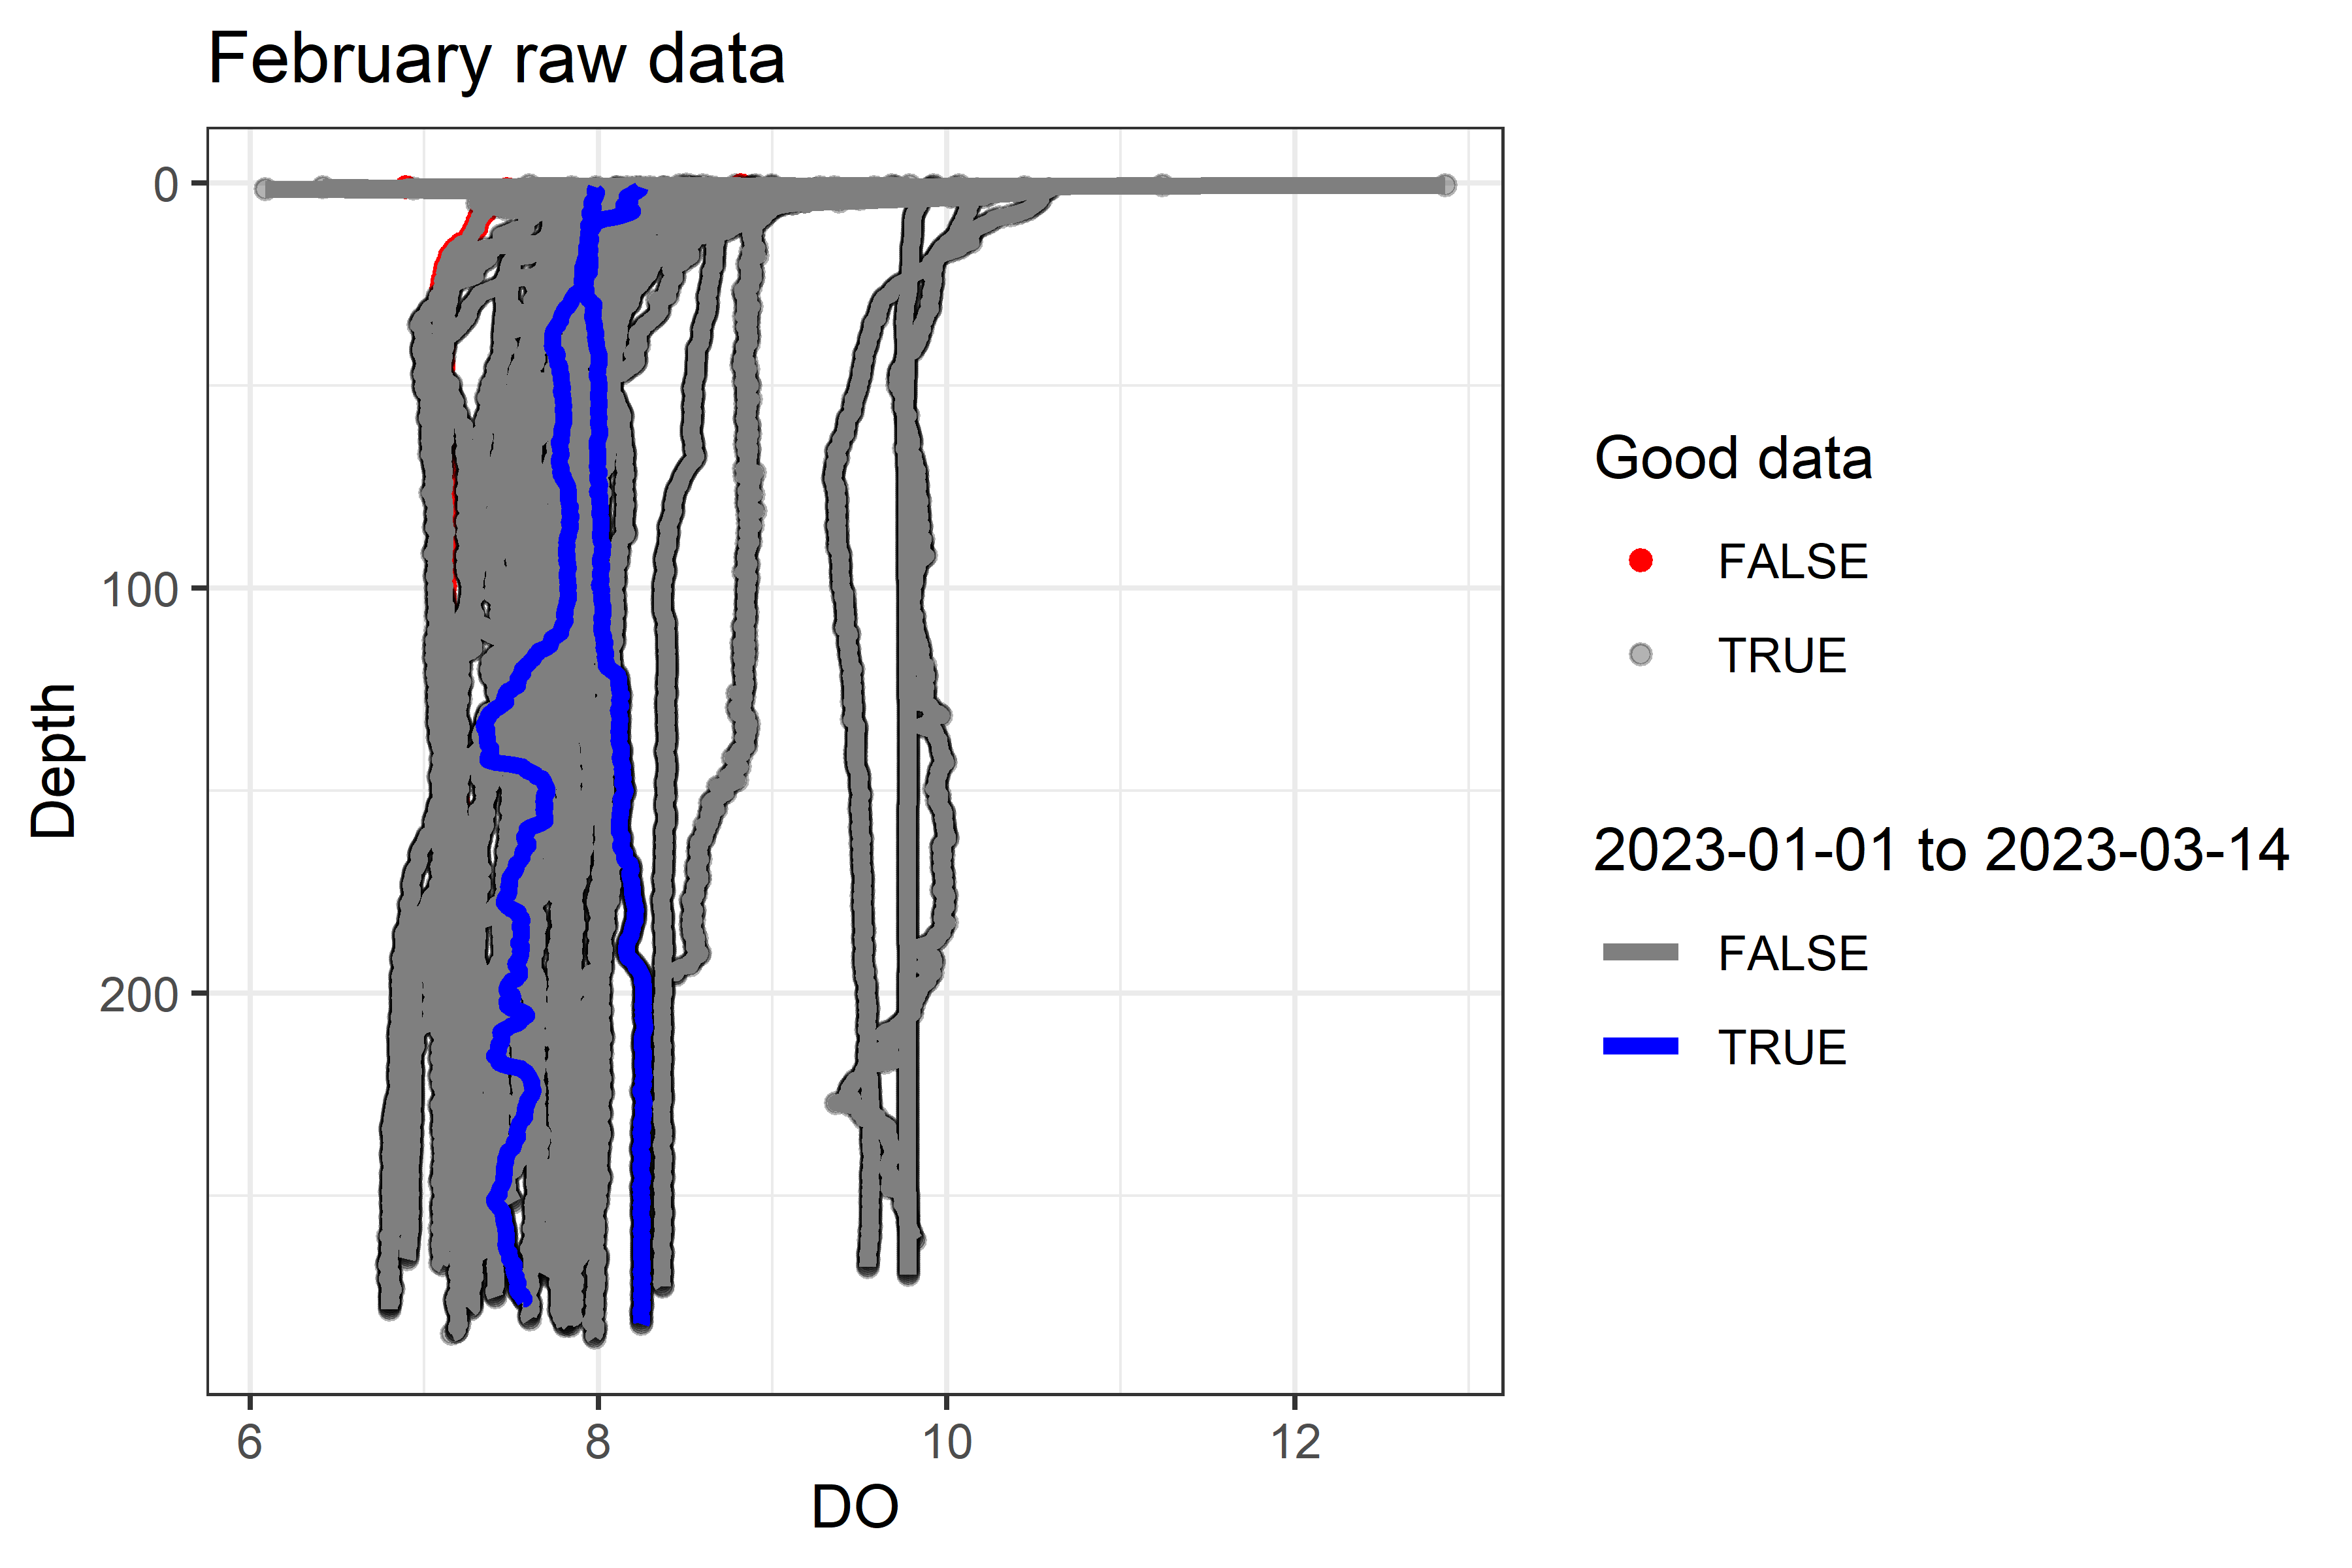 February raw data
0
100
200
Depth
6
8
10
12
DO
Good data
FALSE
TRUE
2023-01-01 to 2023-03-14
FALSE
TRUE